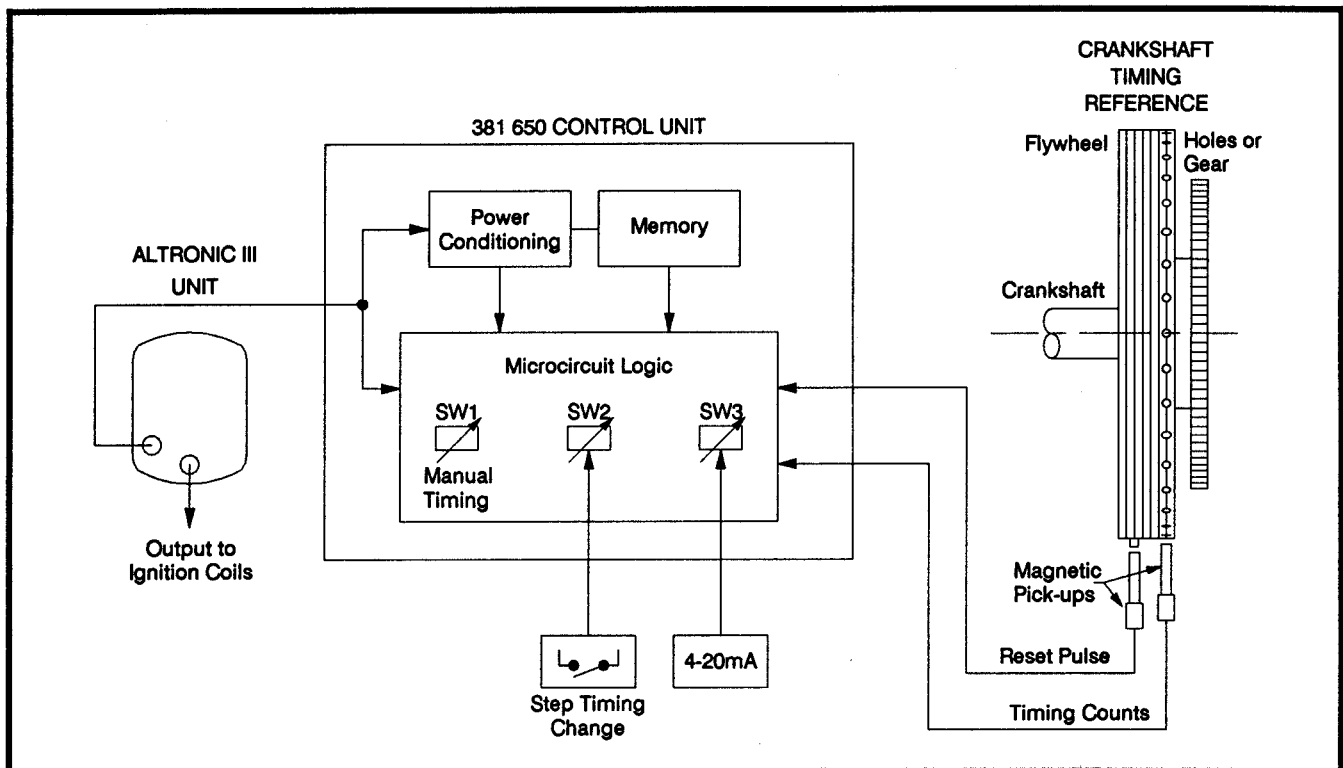 CRANKSHAFT
TIMING
REFERENCE
381 650 CONTROL UNIT
Flywheel
Holes or
Gear
Power
Conditioning
Memory
ALTRONIC III
UNIT
Crankshaft
Microcircuit Logic
SW1
SW2
SW3
Manual
Timing
Output to
Ignition Coils
Magnetic
Pick-ups
4-20mA
Reset Pulse
Step Timing
Change
Timing Counts